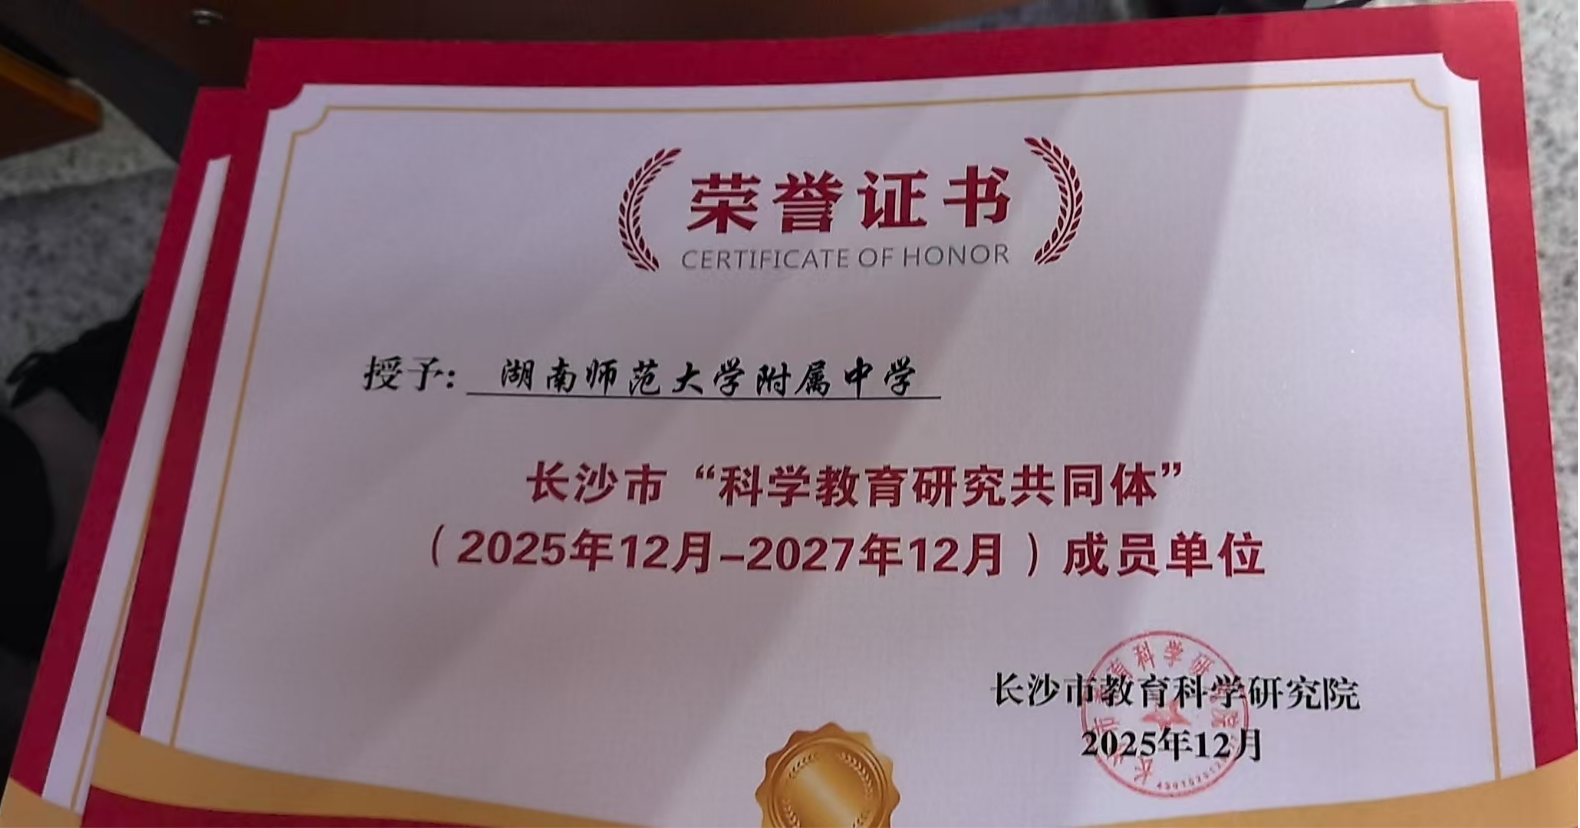 荣誉证书
CERTIFICATE OF HONOR
授予: 湖南师范大学附属中学
长沙市“科学教育研究共同体”
(2025年12月-2027年12月)成员单位
长沙市教育科学研究院
2025年12月